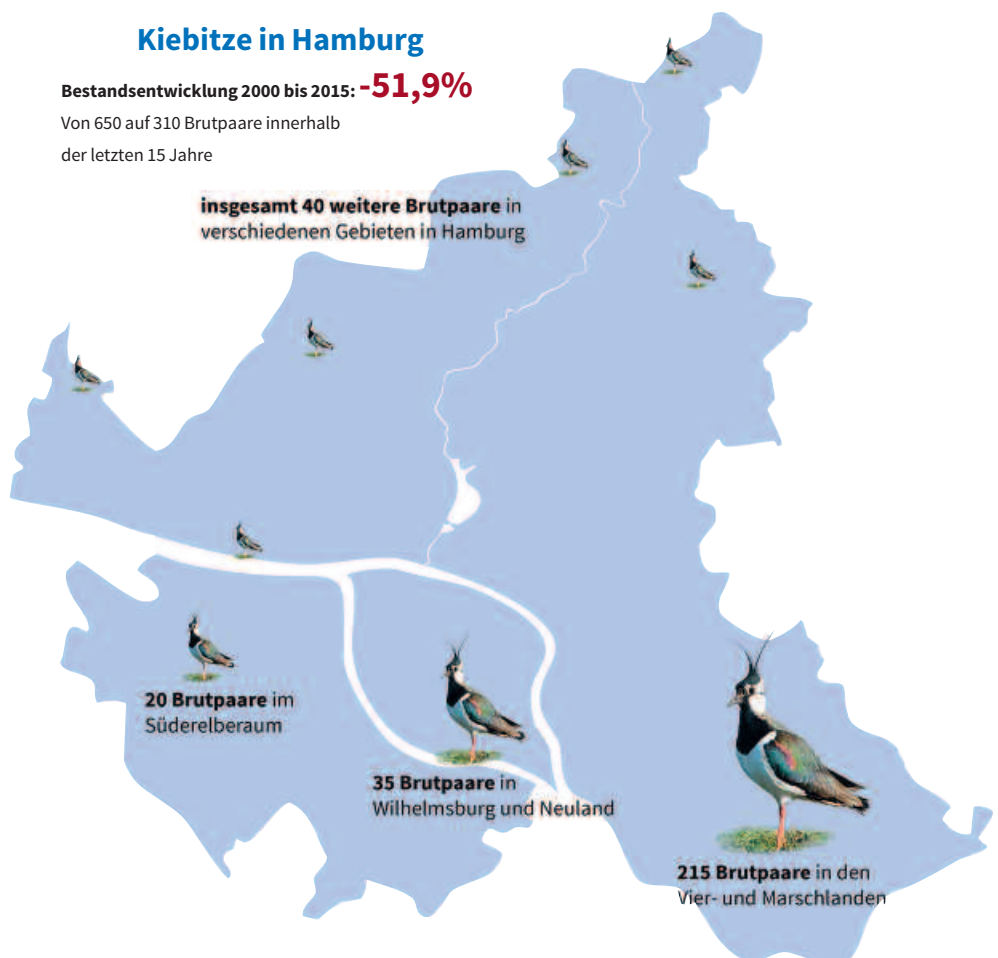 Kiebitze in Hamburg
Bestandsentwicklung 2000 bis 2015: -51,9%
Von 650 auf 310 Brutpaare innerhalb
der letzten 15 Jahre
insgesamt 40 weitere Brutpaare in
verschiedenen Gebieten in Hamburg
20 Brutpaare im
Süderelberaum
35 Brutpaare in
Wilhelmsburg und Neuland
215 Brutpaare in den
Vier- und Marschlanden